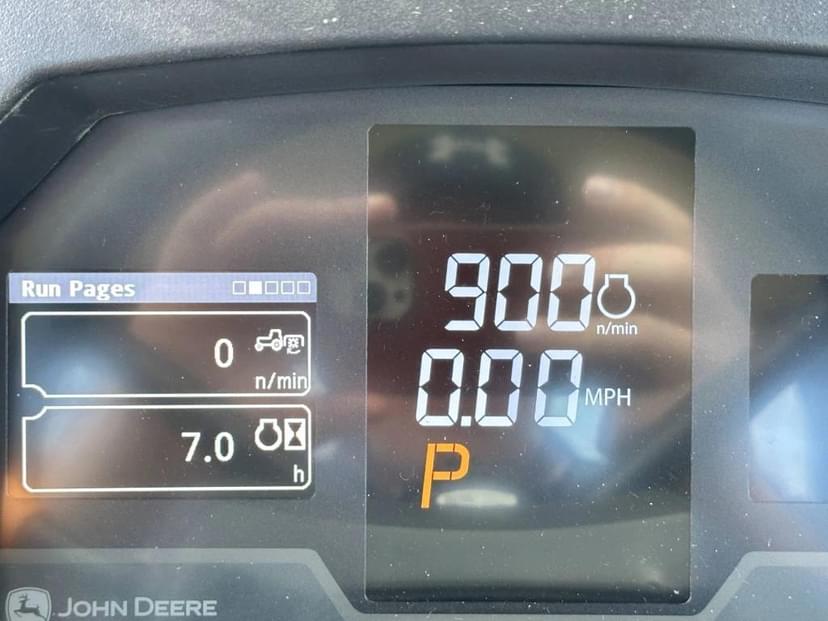 Run Pages
0
n/min
7.0
h
900
n/min
0.00 MPH
P
JOHN DEERE